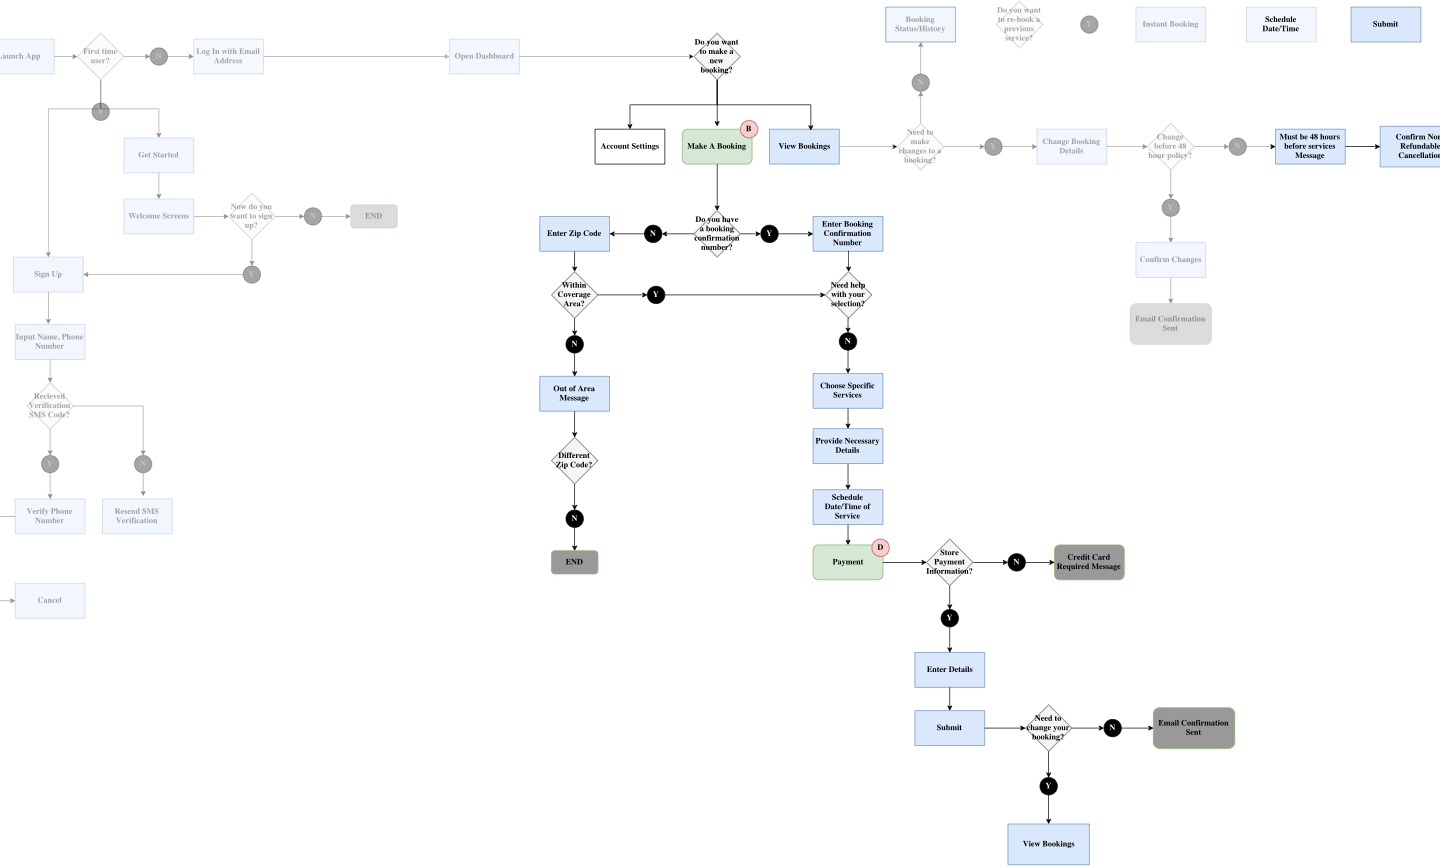 Launch App
First time
user?
N
Log In with Email
Address
Open Dashboard
Do you want
to make a
new
booking?
Booking
Status/History
Do you want
to re-book a
previous
service?
Y
Instant Booking
Schedule
Date/Time
Submit
N
Y
Get Started
Account Settings
Make A Booking
B
View Bookings
Need to
make
changes to a
booking?
Y
Change Booking
Details
Change
before 48
hour policy?
N
Must be 48 hours
before services
Message
Confirm Non
Refundable
Cancellation
Welcome Screens
Now do you
want to sign
up?
N
END
Y
Enter Zip Code
N
Do you have
a booking
confirmation
number?
Y
Enter Booking
Confirmation
Number
Y
Confirm Changes
Sign Up
Y
Within
Coverage
Area?
Y
Need help
with your
selection?
Email Confirmation
Sent
Input Name, Phone
Number
N
N
Recieved
Verification
SMS Code?
Out of Area
Message
Choose Specific
Services
Provide Necessary
Details
Y
N
Different
Zip Code?
Verify Phone
Number
Resend SMS
Verification
N
Schedule
Date/Time of
Service
END
Payment
D
Store
Payment
Information?
N
Credit Card
Required Message
Cancel
Y
Enter Details
Submit
Need to
change your
booking?
N
Email Confirmation
Sent
Y
View Bookings